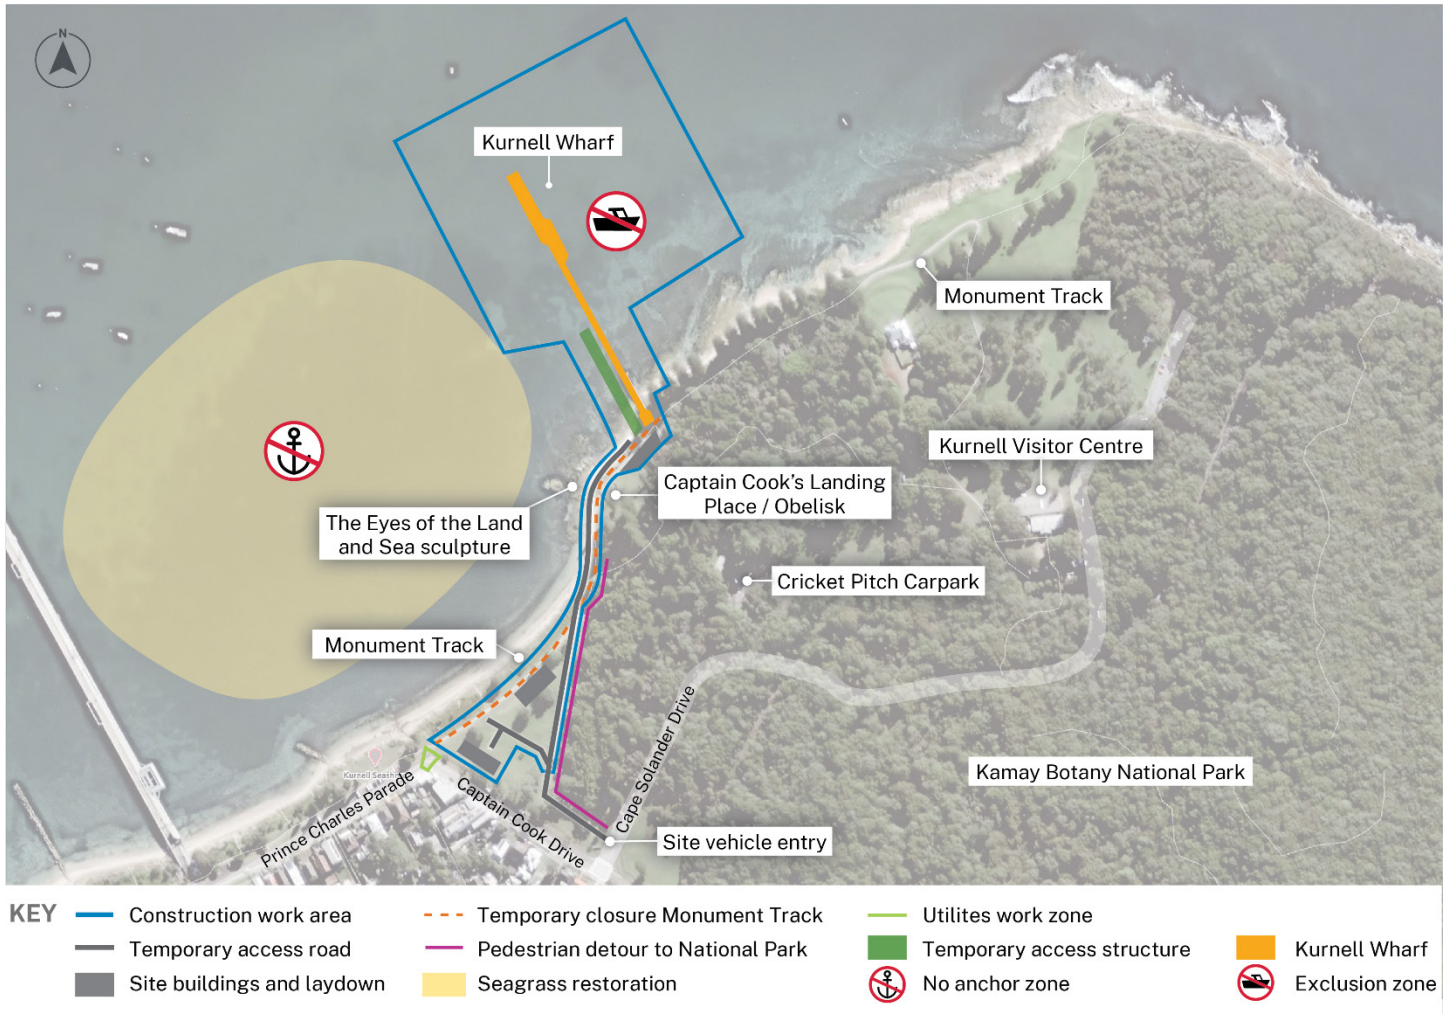 N
Kurnell Wharf
Monument Track
Kurnell Visitor Centre
Captain Cook's Landing
Place / Obelisk
The Eyes of the Land
and Sea sculpture
Cricket Pitch Carpark
Monument Track
Cape Solander Drive
Kamay Botany National Park
Prince Charles Parade
Captain Cook Drive
Site vehicle entry
KEY
Construction work area
Temporary closure Monument Track
Utilites work zone
Temporary access road
Pedestrian detour to National Park
Temporary access structure
Kurnell Wharf
Site buildings and laydown
Seagrass restoration
No anchor zone
Exclusion zone